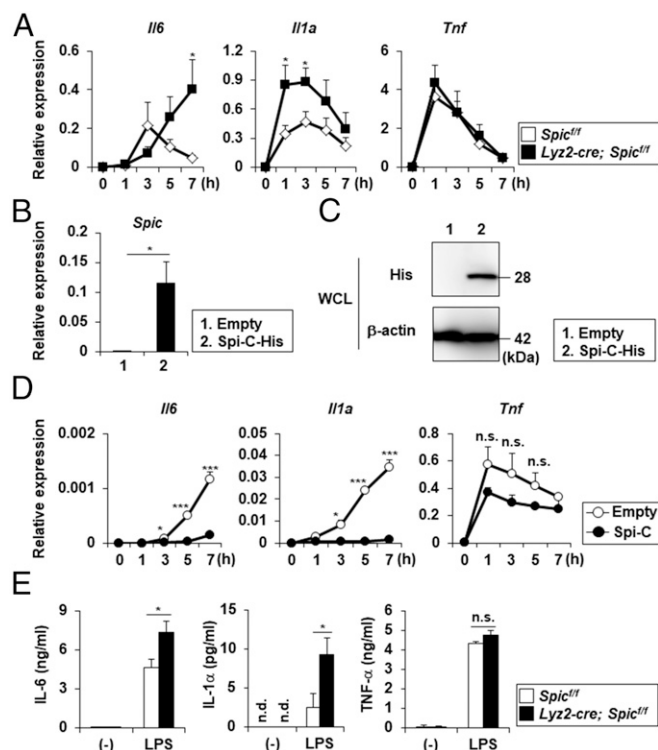 A
Il6
Il1a
Tnf
Relative expression
0.6
0.4
0.2
0
0 1 3 5 7 (h)
*
1.2
0.9
0.6
0.3
0
0 1 3 5 7 (h)
* *
6
4
2
0
0 1 3 5 7 (h)
Spic^f/f
Lyz2-cre; Spic^f/f
B
Spic
Relative expression
0.2
0.15
0.1
0.05
0
*
1 2
1. Empty
2. Spi-C-His
C
1 2
WCL
His
28
β-actin
42
(kDa)
1. Empty
2. Spi-C-His
D
Il6
Il1a
Tnf
Relative expression
0.002
0.001
0
* *** ***
0 1 3 5 7 (h)
0.05
0.04
0.03
0.02
0.01
0
* *** ***
0 1 3 5 7 (h)
0.8
0.6
0.4
0.2
0
n.s. n.s. n.s.
0 1 3 5 7 (h)
Empty
Spi-C
E
IL-6 (ng/ml)
9
6
3
0
*
(-) LPS
IL-1α (pg/ml)
15
10
5
0
n.d. n.d.
*
(-) LPS
TNF-α (ng/ml)
6
5
4
3
2
1
0
n.s.
(-) LPS
Spic^f/f
Lyz2-cre; Spic^f/f